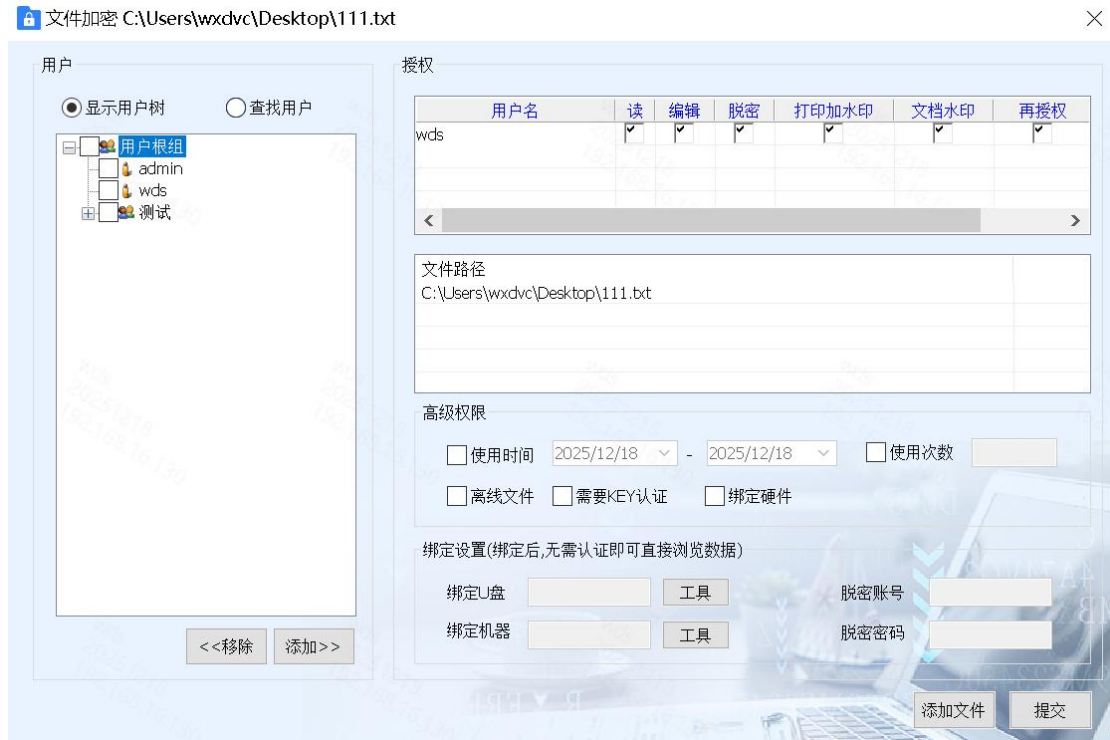 文件加密 C:\Users\wxdvc\Desktop\111.txt
用户
显示用户树 查找用户
用户根组
admin
wds
测试
<<移除 添加>>
授权
用户名 读 编辑 脱密 打印加水印 文档水印 再授权
wds
文件路径
C:\Users\wxdvc\Desktop\111.txt
高级权限
使用时间 2025/12/18 - 2025/12/18 使用次数
离线文件 需要KEY认证 绑定硬件
绑定设置(绑定后,无需认证即可直接浏览数据)
绑定U盘 工具 脱密账号
绑定机器 工具 脱密密码
添加文件 提交
wds
20251218
192.168.16.130